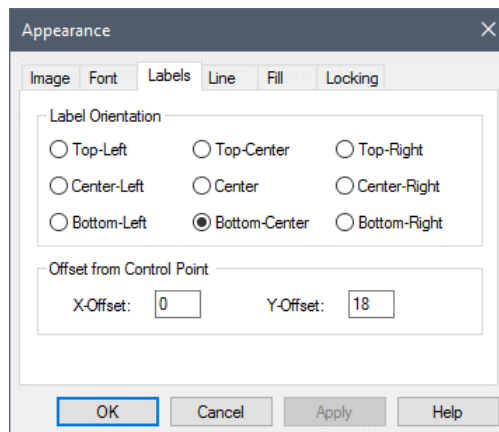 Appearance
Image Font Labels Line Fill Locking
Label Orientation
Top-Left Top-Center Top-Right
Center-Left Center Center-Right
Bottom-Left Bottom-Center Bottom-Right
Offset from Control Point
X-Offset: 0 Y-Offset: 18
OK Cancel Apply Help